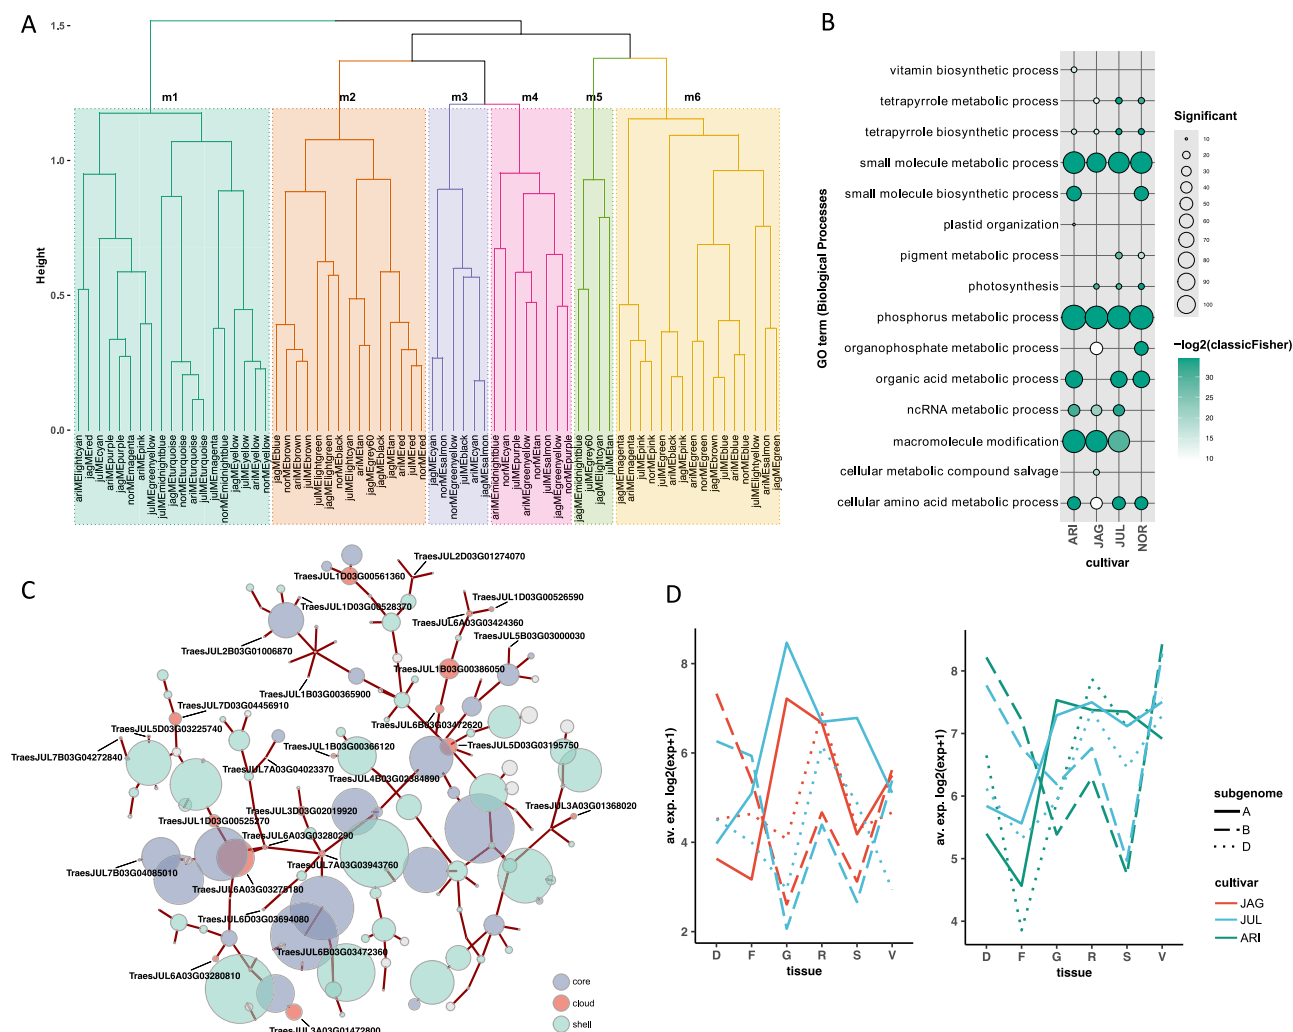 A
1.5
1.0
0.5
0.0
Height
m1
m2
m3
m4
m5
m6
ariMElightcyan
jagMEred
julMEcyan
ariMEpurple
jagMEpurple
norMEmagenta
ariMEpink
julMEgreenyellow
julMEmidnightblue
jagMEturquoise
norMEturquoise
ariMEturquoise
julMEturquoise
julMEmagenta
norMEmidnightblue
jagMEyellow
julMEyellow
ariMEyellow
norMEyellow
jagMEblue
norMEbrown
ariMEbrown
julMEbrown
julMElightgreen
jagMElightgreen
norMEblack
julMElightcyan
ariMEtan
jagMEgrey60
jagMEblack
jagMEtan
ariMEred
julMEred
norMEred
jagMEcyan
ariMEcyan
norMEgreenyellow
julMEblack
ariMEcyan
jagMEsalmon
ariMEmidnightblue
norMEcyan
julMEpurple
ariMEgreenyellow
norMEtan
julMEsalmon
jagMEgreenyellow
norMEpurple
jagMEmidnightblue
julMEgrey60
jagMElightcyan
julMEtan
jagMEmagenta
ariMEmagenta
julMEpink
norMEpink
julMEgreen
ariMEblack
jagMEpink
norMEgreen
jagMEbrown
julMEblue
ariMEblue
norMEblue
julMElightyellow
ariMEsalmon
jagMEgreen
B
GO term (Biological Processes)
vitamin biosynthetic process
tetrapyrrole metabolic process
tetrapyrrole biosynthetic process
small molecule metabolic process
small molecule biosynthetic process
plastid organization
pigment metabolic process
photosynthesis
phosphorus metabolic process
organophosphate metabolic process
organic acid metabolic process
ncRNA metabolic process
macromolecule modification
cellular metabolic compound salvage
cellular amino acid metabolic process
ARI
JAG
JUL
NOR
cultivar
Significant
10
20
30
40
50
60
70
80
90
100
−log2(classicFisher)
30
25
20
15
10
C
TraesJUL2D03G01274070
TraesJUL1D03G00561360
TraesJUL1D03G00528370
TraesJUL1D03G00526590
TraesJUL6A03G03424360
TraesJUL5B03G03000030
TraesJUL2B03G01006870
TraesJUL1B03G00386050
TraesJUL1B03G00365900
TraesJUL7D03G04456910
TraesJUL6B03G03472620
TraesJUL5D03G03225740
TraesJUL1B03G00366120
TraesJUL5D03G03195750
TraesJUL7B03G04272840
TraesJUL7A03G04023370
TraesJUL4B03G02384890
TraesJUL3A03G01368020
TraesJUL3D03G02019920
TraesJUL1D03G00525270
TraesJUL6A03G03280290
TraesJUL7A03G03943760
TraesJUL7B03G04085010
TraesJUL6A03G03275180
TraesJUL6D03G03694080
TraesJUL6B03G03472360
TraesJUL6A03G03280810
TraesJUL3A03G01472800
core
cloud
shell
D
av. exp. log2(exp+1)
8
6
4
2
D F G R S V
tissue
av. exp. log2(exp+1)
8
7
6
5
4
D F G R S V
tissue
subgenome
A
B
D
cultivar
JAG
JUL
ARI